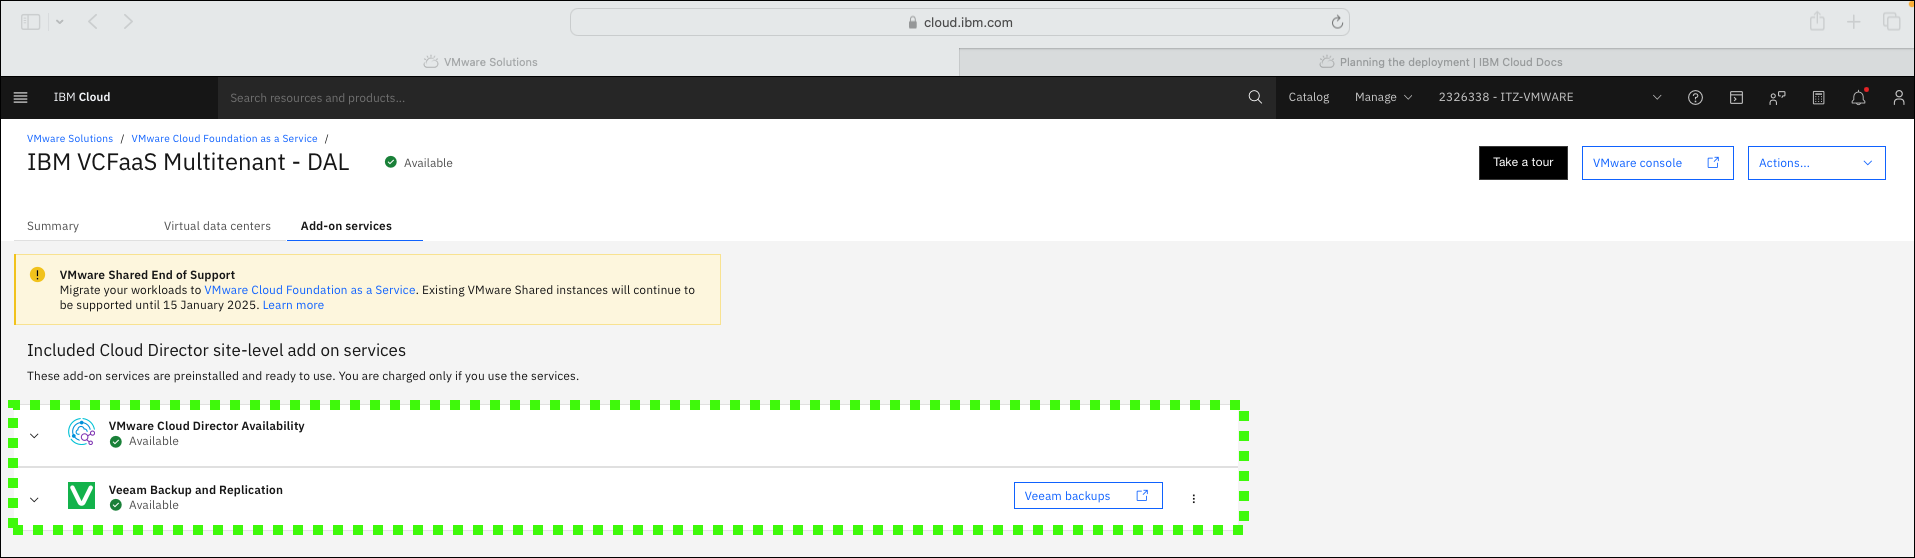 cloud.ibm.com
VMware Solutions
Planning the deployment | IBM Cloud Docs
IBM Cloud
Search resources and products...
Catalog
Manage
2326338 - ITZ-VMWARE
VMware Solutions / VMware Cloud Foundation as a Service /
IBM VCFaaS Multitenant - DAL
Available
Take a tour
VMware console
Actions...
Summary
Virtual data centers
Add-on services
VMware Shared End of Support
Migrate your workloads to VMware Cloud Foundation as a Service. Existing VMware Shared instances will continue to
be supported until 15 January 2025. Learn more
Included Cloud Director site-level add on services
These add-on services are preinstalled and ready to use. You are charged only if you use the services.
VMware Cloud Director Availability
Available
Veeam Backup and Replication
Available
Veeam backups